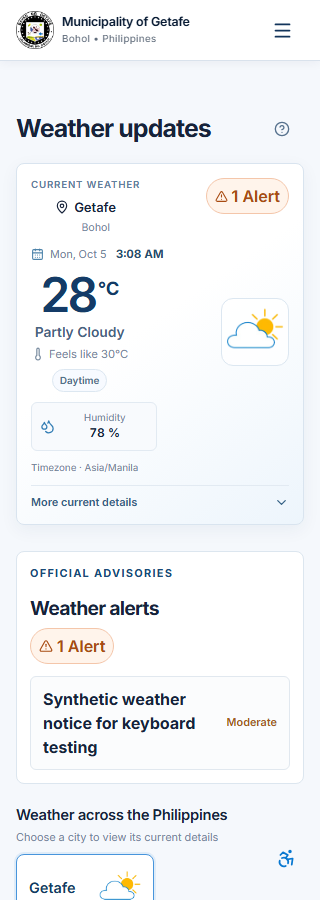 Municipality of Getafe
Bohol • Philippines
Weather updates
CURRENT WEATHER
1 Alert
Getafe
Bohol
Mon, Oct 5 3:08 AM
28°C
Partly Cloudy
Feels like 30°C
Daytime
Humidity
78 %
Timezone · Asia/Manila
More current details
OFFICIAL ADVISORIES
Weather alerts
1 Alert
Synthetic weather
notice for keyboard
testing
Moderate
Weather across the Philippines
Choose a city to view its current details
Getafe